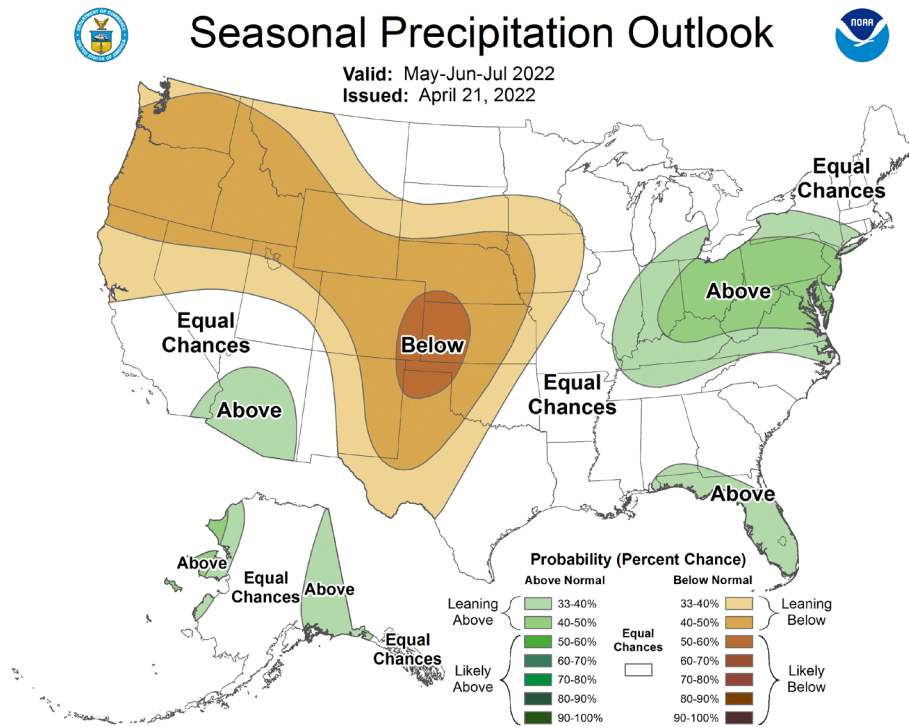 Seasonal Precipitation Outlook
NOAA
Valid: May-Jun-Jul 2022
Issued: April 21, 2022
Equal
Chances
Above
Equal
Chances
Below
Equal
Chances
Above
Above
Above
Equal
Chances
Above
Equal
Chances
Probability (Percent Chance)
Above Normal
Below Normal
Leaning
Above
33-40%
40-50%
Likely
Above
50-60%
60-70%
70-80%
80-90%
90-100%
Equal
Chances
33-40%
40-50%
Leaning
Below
50-60%
60-70%
70-80%
80-90%
90-100%
Likely
Below